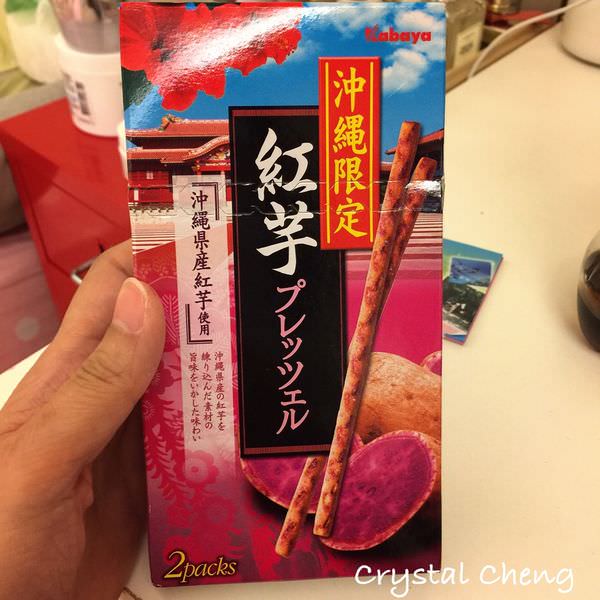 Kabaya
沖縄限定
紅芋プレッツェル
沖縄県産紅芋使用
沖縄県産の紅芋を
練り込んだ素材の
旨味をいかした味わい
2packs
Crystal Cheng